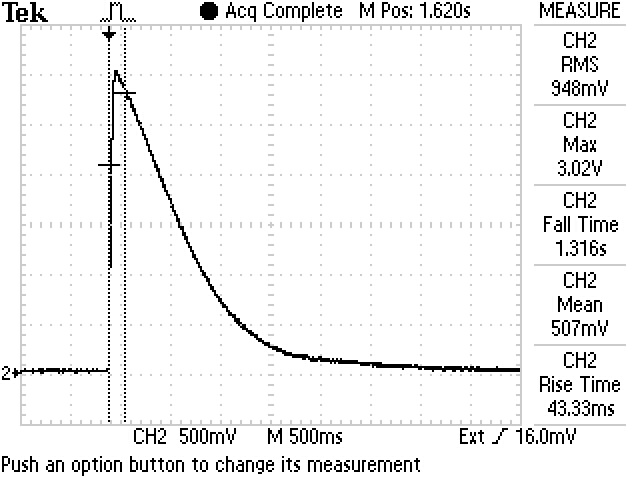 Tek Acq Complete M Pos: 1.620s MEASURE
CH2
RMS
948mV
CH2
Max
3.02V
CH2
Fall Time
1.316s
CH2
Mean
507mV
CH2
Rise Time
43.33ms
2
CH2 500mV M 500ms Ext 16.0mV
Push an option button to change its measurement